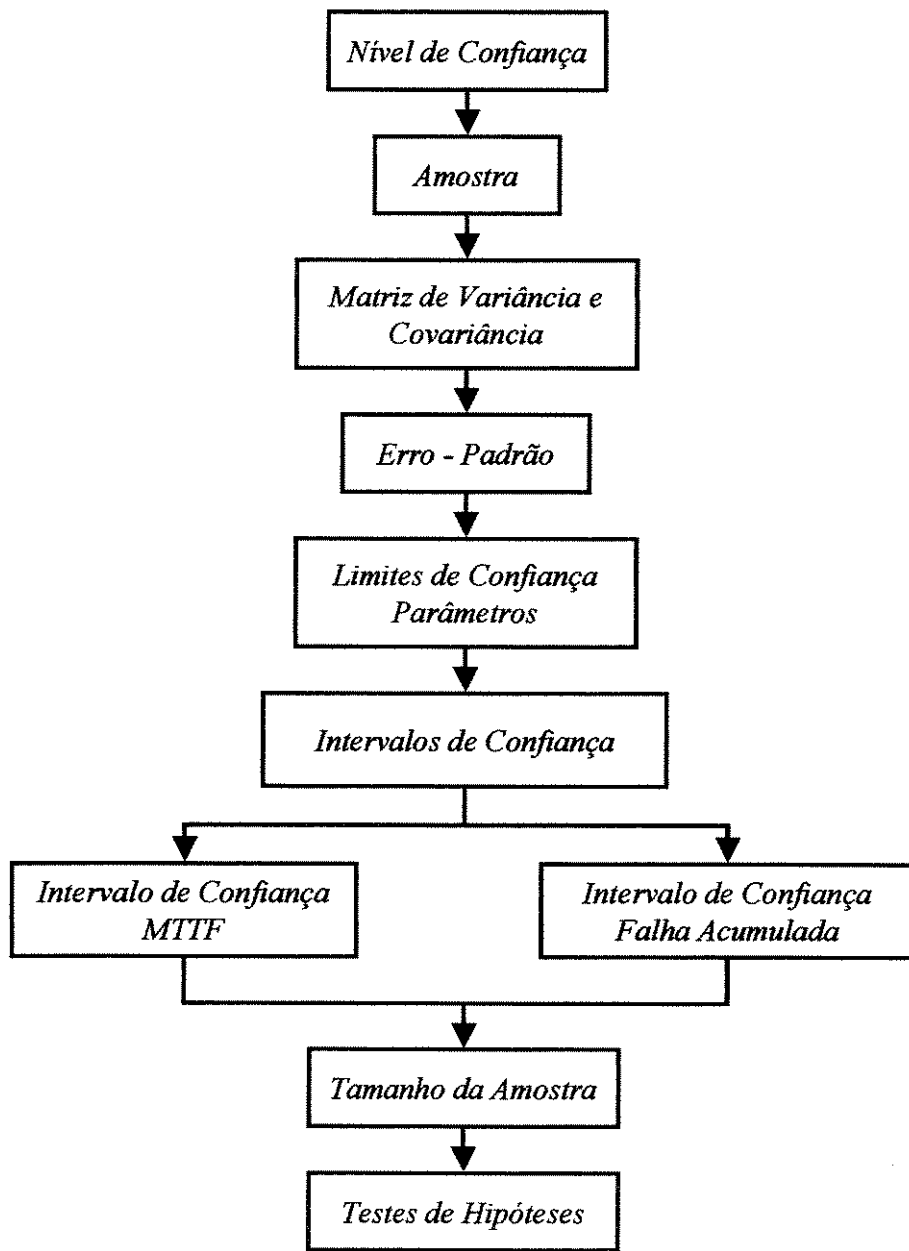 Nível de Confiança
Amostra
Matriz de Variância e
Covariância
Erro - Padrão
Limites de Confiança
Parâmetros
Intervalos de Confiança
Intervalo de Confiança
MTTF
Intervalo de Confiança
Falha Acumulada
Tamanho da Amostra
Testes de Hipóteses